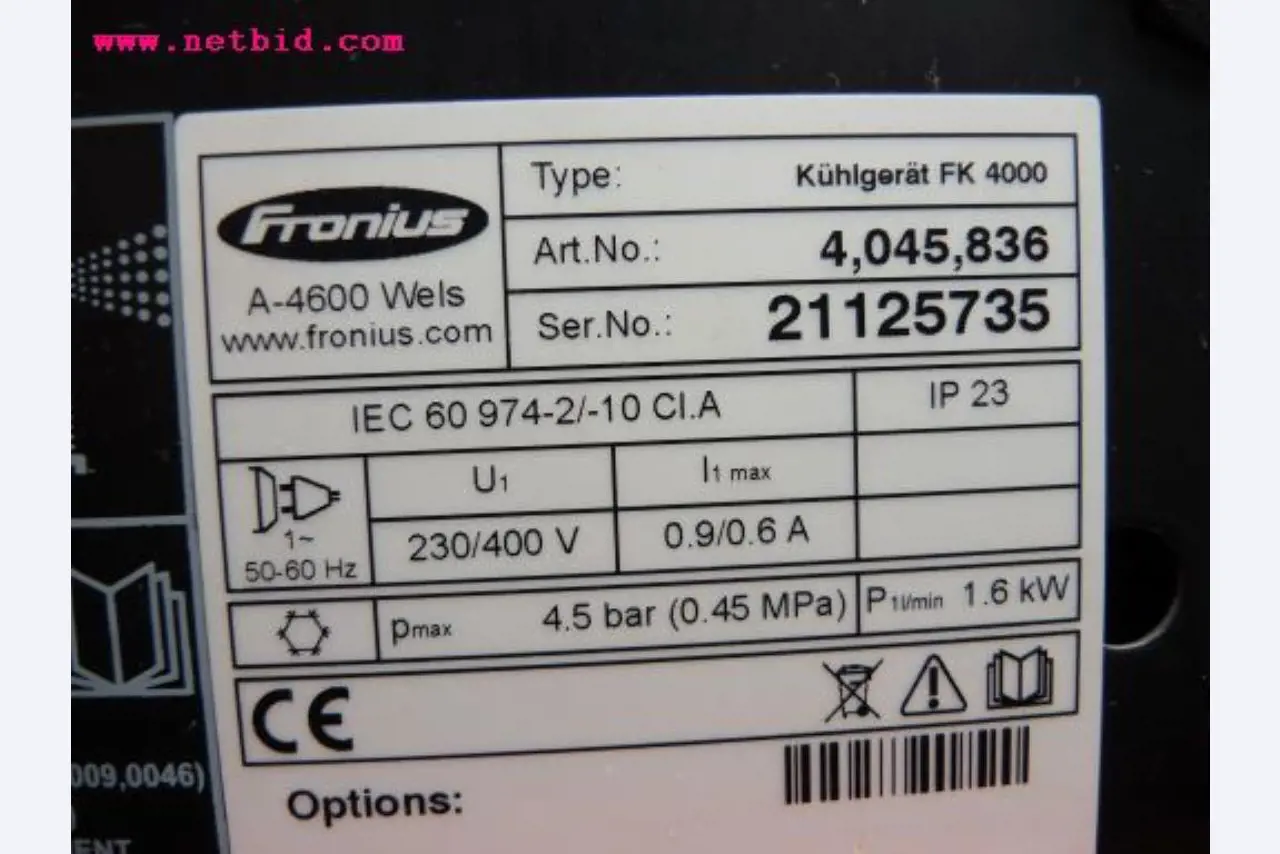 www.netbid.com
Fronius
A-4600 Wels
www.fronius.com
Type: Kühlgerät FK 4000
Art.No.: 4,045,836
Ser.No.: 21125735
IEC 60 974-2/-10 Cl.A
IP 23
1~
50-60 Hz
U1
I1 max
230/400 V
0.9/0.6 A
pmax 4.5 bar (0.45 MPa)
P1l/min 1.6 kW
CE
Options:
009,0046)